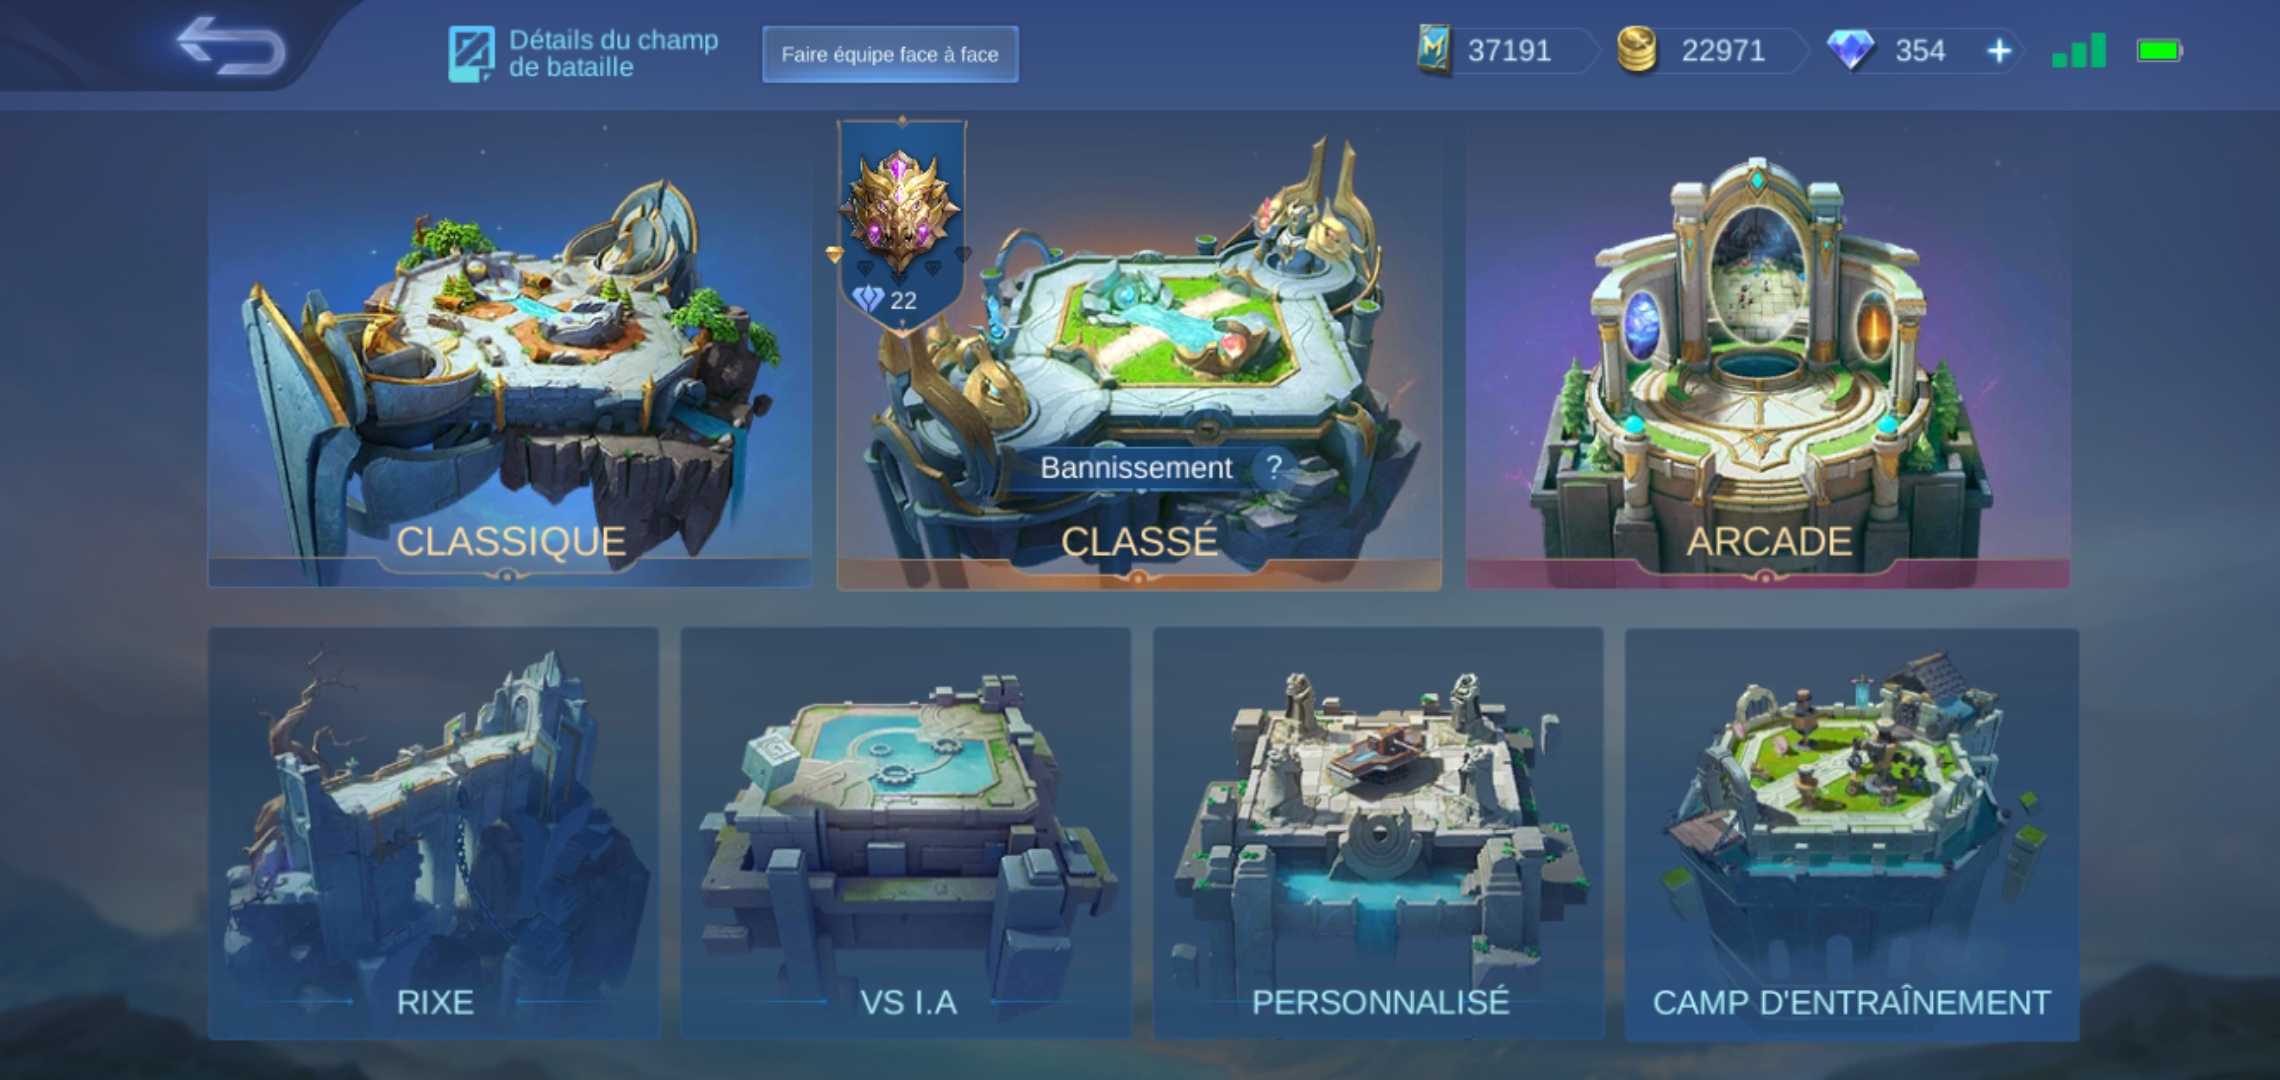 Détails du champ
de bataille
Faire équipe face à face
37191
22971
354
22
Bannissement ?
CLASSIQUE
CLASSÉ
ARCADE
RIXE
VS I.A
PERSONNALISÉ
CAMP D'ENTRAÎNEMENT